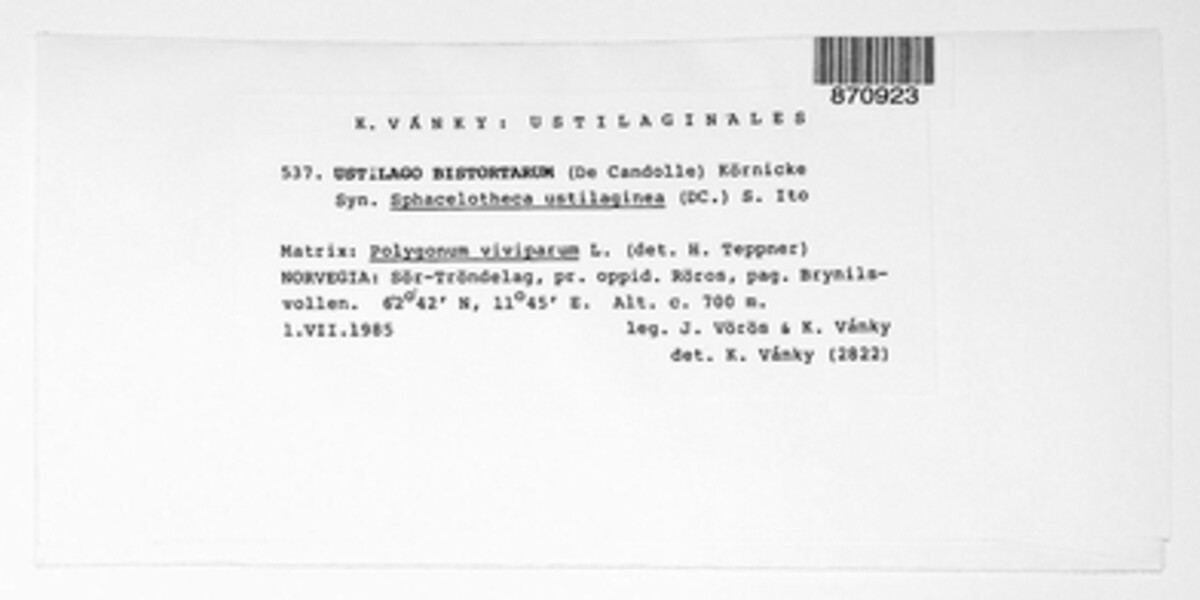 870923
K. VÁNKY: USTILAGINALES
537. USTILAGO BISTORTARUM (De Candolle) Körnicke
Syn. Sphacelotheca ustilaginea (DC.) S. Ito
Matrix: Polygonum viviparum L. (det. H. Teppner)
NORVEGIA: Sör-Tröndelag, pr. oppid. Röros, pag. Brynils-
vollen. 62°42' N, 11°45' E. Alt. c. 700 m.
1.VII.1985 leg. J. Vörös & K. Vánky
det. K. Vánky (2822)